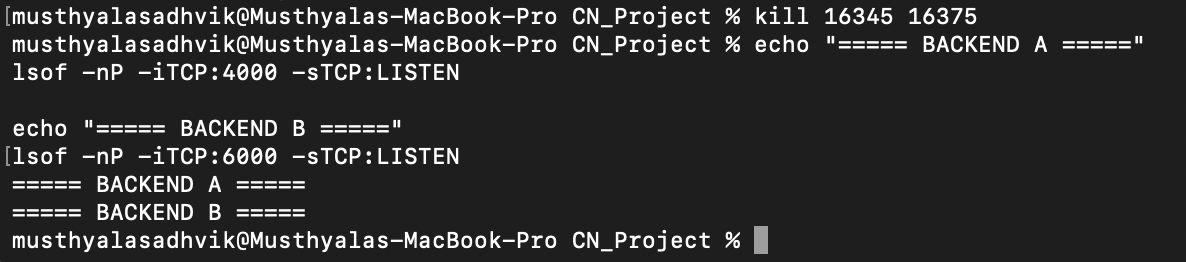 [musthyalasadhvik@Musthyalas-MacBook-Pro CN_Project % kill 16345 16375
musthyalasadhvik@Musthyalas-MacBook-Pro CN_Project % echo "===== BACKEND A ====="
lsof -nP -iTCP:4000 -sTCP:LISTEN

echo "===== BACKEND B ====="
[lsof -nP -iTCP:6000 -sTCP:LISTEN
===== BACKEND A =====
===== BACKEND B =====
musthyalasadhvik@Musthyalas-MacBook-Pro CN_Project %